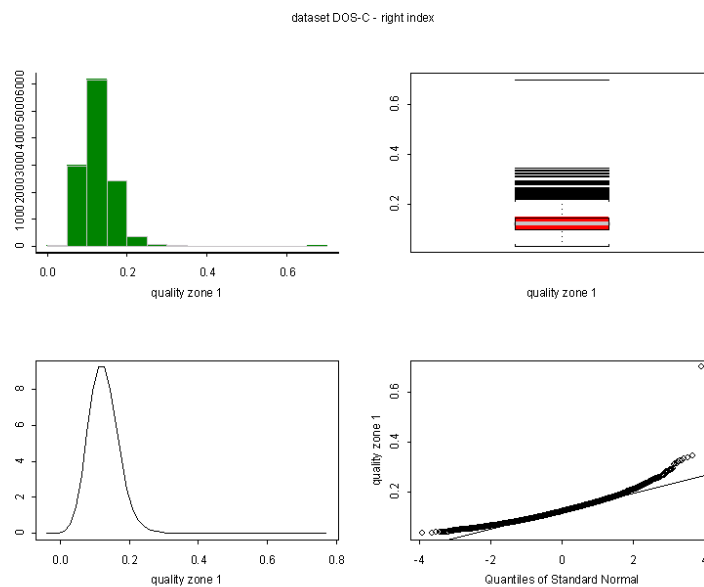 dataset DOS-C - right index
0 1000 2000 3000 4000 5000 6000
0.0 0.2 0.4 0.6
quality zone 1
0.2 0.4 0.6
quality zone 1
0 2 4 6 8
0.0 0.2 0.4 0.6 0.8
quality zone 1
quality zone 1
0.2 0.4 0.6
-4 -2 0 2 4
Quantiles of Standard Normal